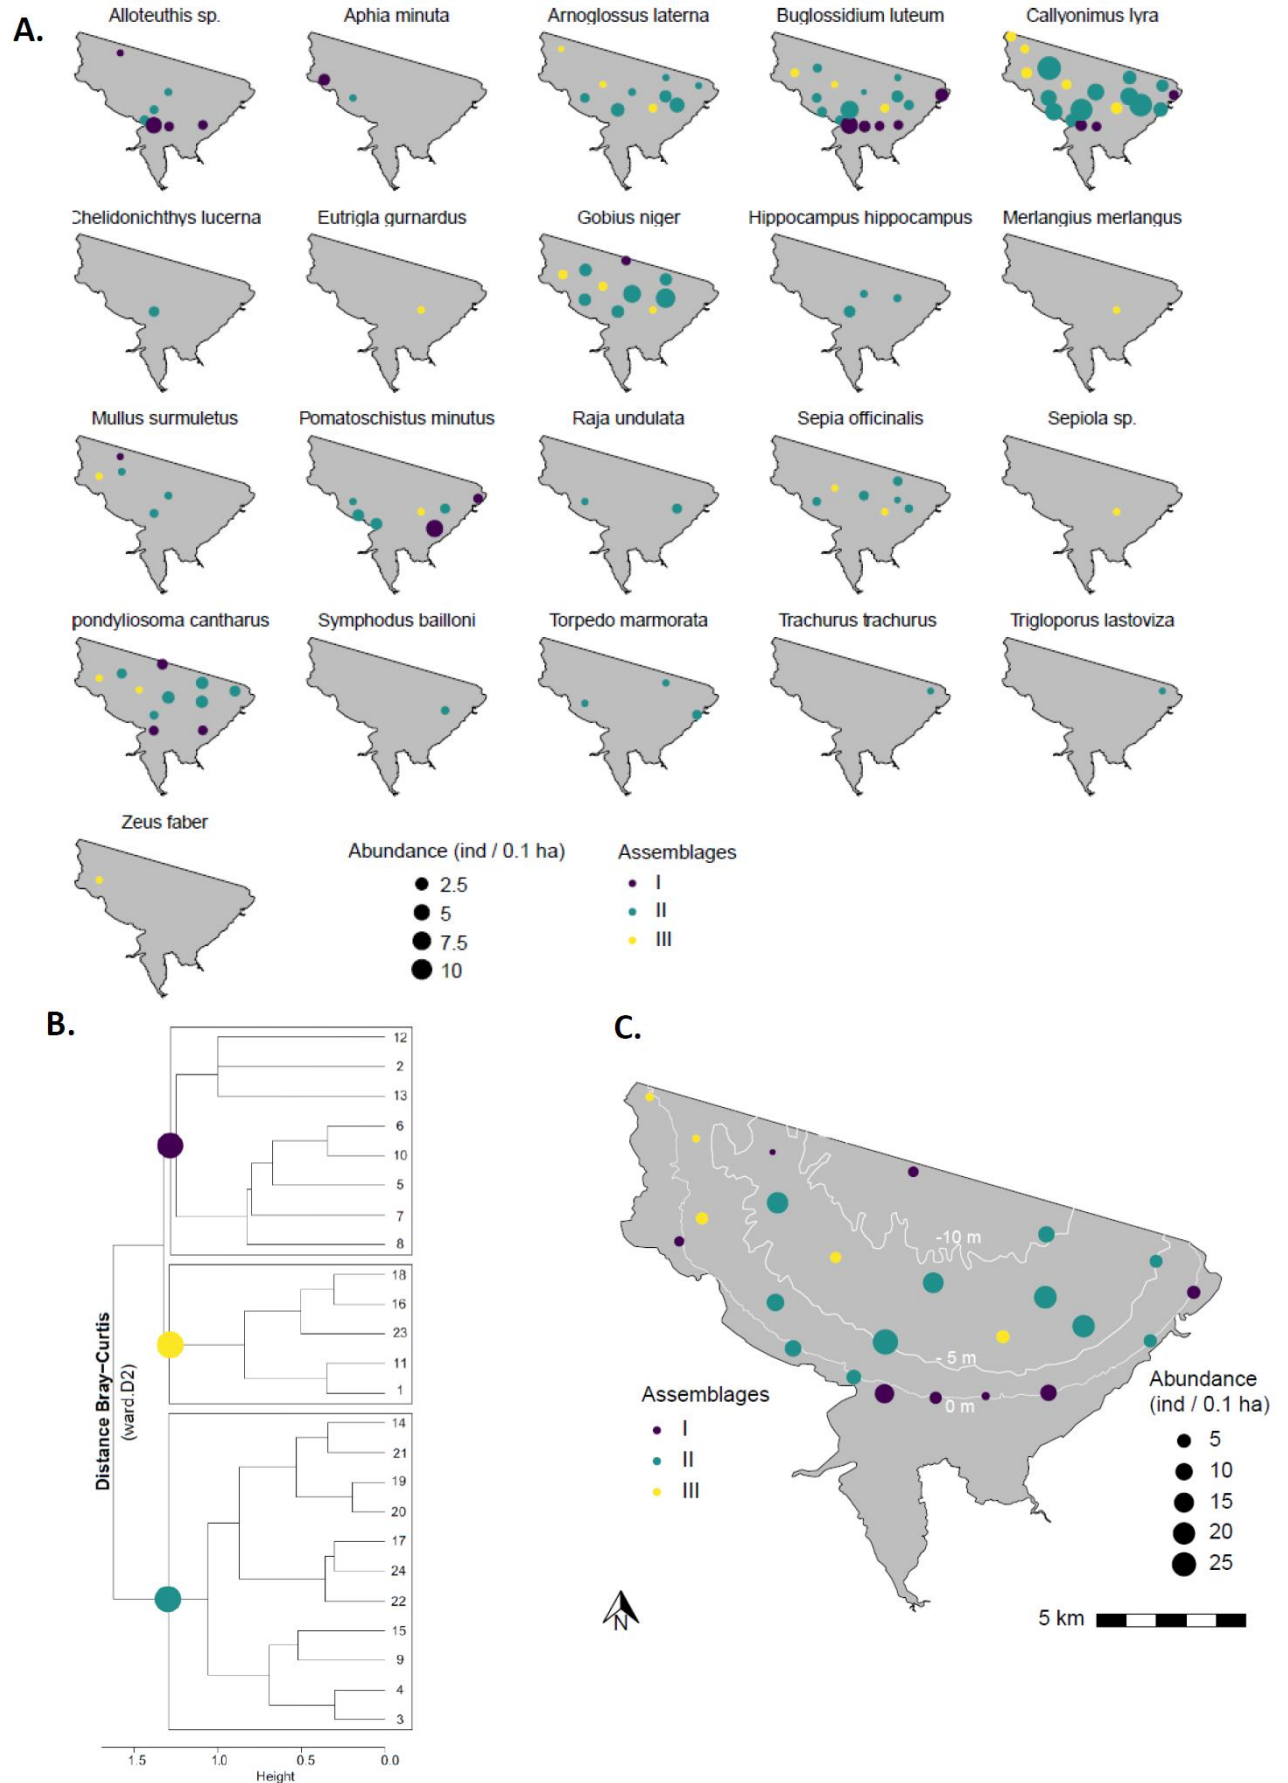 A.
Alloteuthis sp.
Aphia minuta
Arnoglossus laterna
Buglossidium luteum
Callyonimus lyra
Chelidonichthys lucerna
Eutrigla gurnardus
Gobius niger
Hippocampus hippocampus
Merlangius merlangus
Mullus surmuletus
Pomatoschistus minutus
Raja undulata
Sepia officinalis
Sepiola sp.
pondyliosoma cantharus
Symphodus bailloni
Torpedo marmorata
Trachurus trachurus
Trigloporus lastoviza
Zeus faber
Abundance (ind / 0.1 ha)
2.5
5
7.5
10
Assemblages
I
II
III
B.
12
2
13
6
10
5
7
8
18
16
23
11
1
14
21
19
20
17
24
22
15
9
4
3
Distance Bray–Curtis
(ward.D2)
1.5 1.0 0.5 0.0
Height
C.
-10 m
- 5 m
0 m
Assemblages
I
II
III
Abundance
(ind / 0.1 ha)
5
10
15
20
25
N
5 km